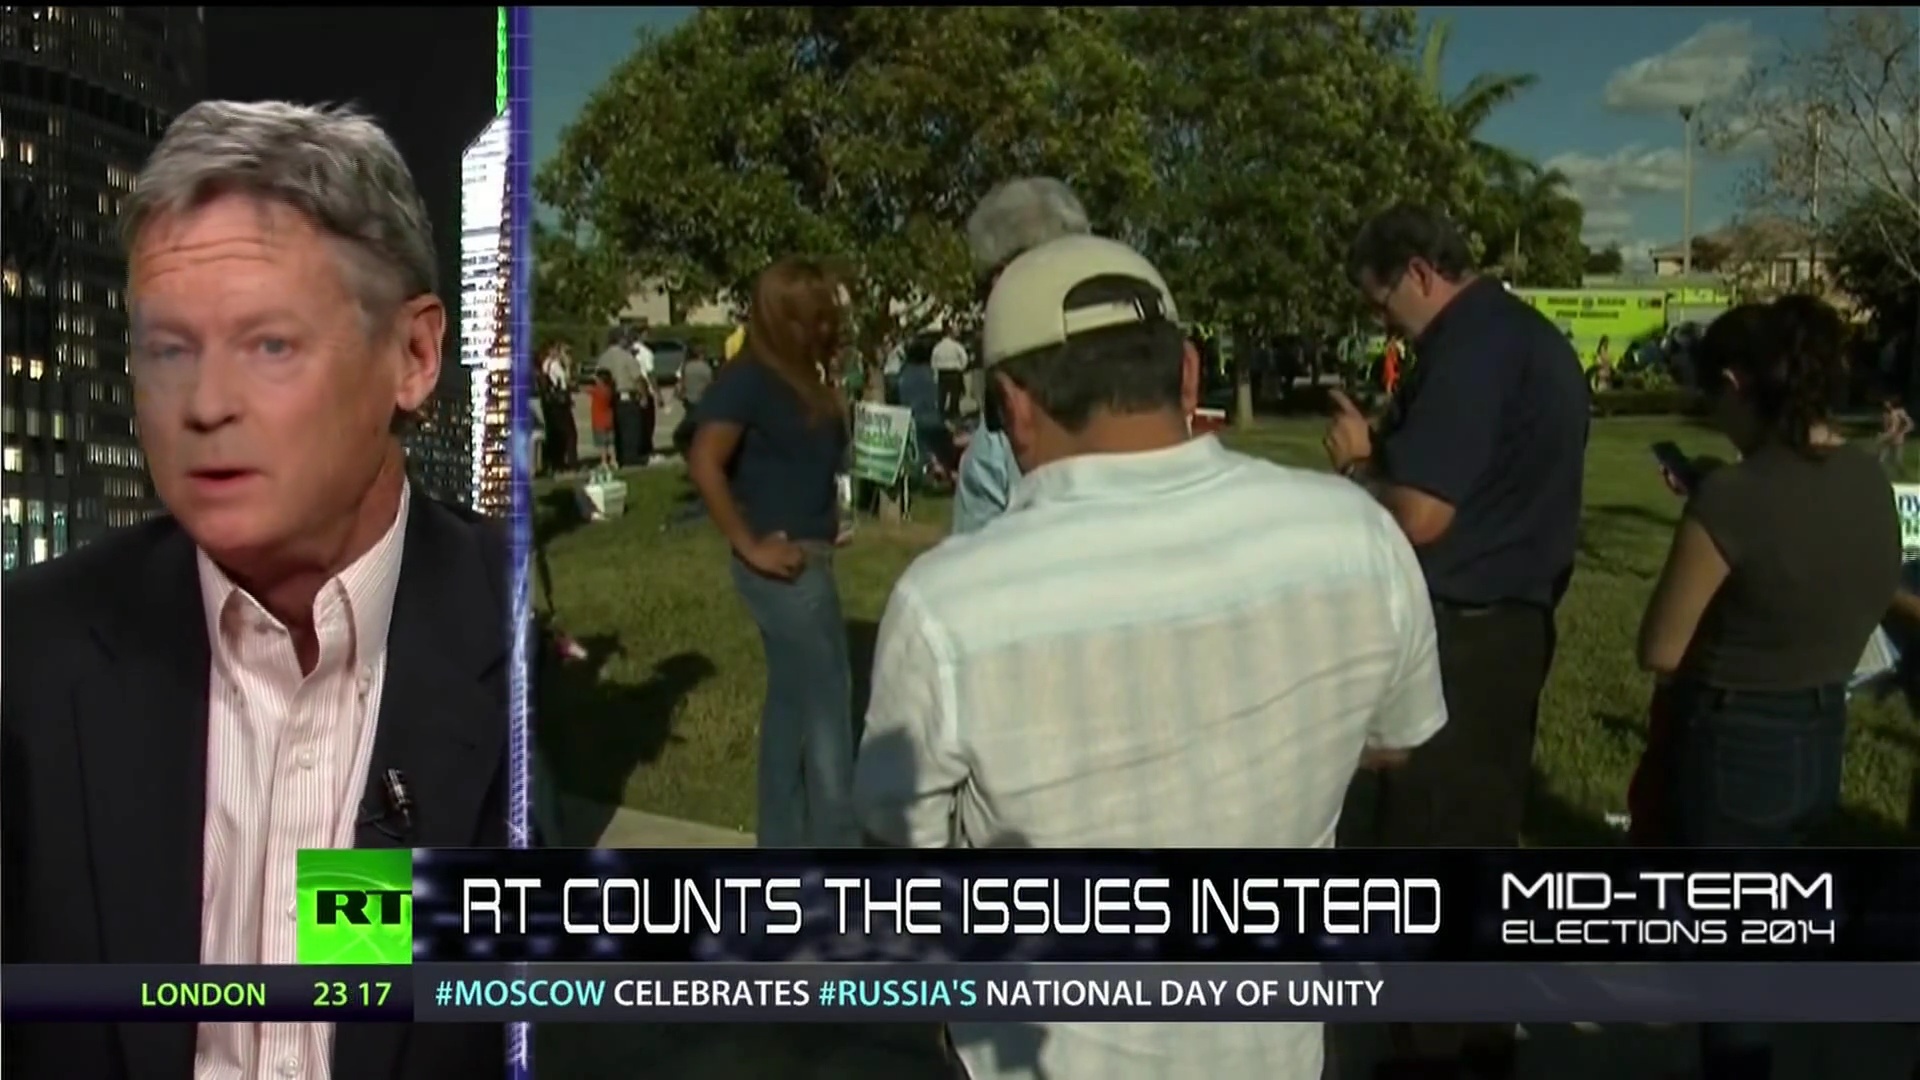 RT
RT COUNTS THE ISSUES INSTEAD
MID-TERM
ELECTIONS 2014
LONDON 23 17
#MOSCOW CELEBRATES #RUSSIA'S NATIONAL DAY OF UNITY